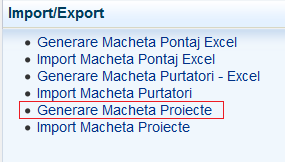 Import/Export
Generare Macheta Pontaj Excel
Import Macheta Pontaj Excel
Generare Macheta Purtatori - Excel
Import Macheta Purtatori
Generare Macheta Proiecte
Import Macheta Proiecte